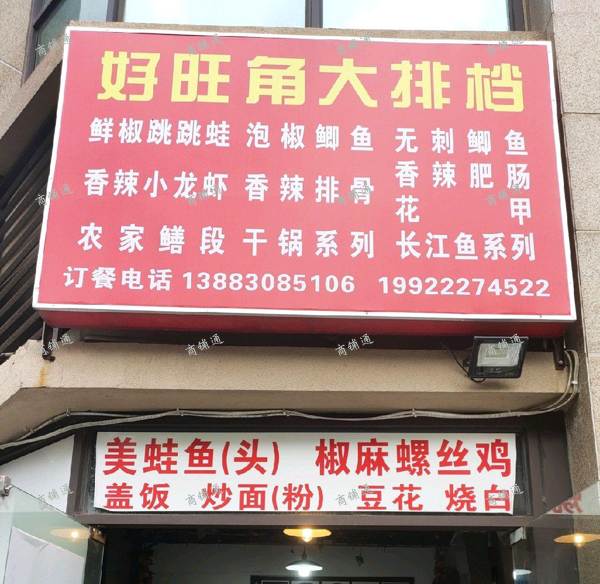 好旺角大排档
鲜椒跳跳蛙 泡椒鲫鱼 无刺鲫鱼
香辣小龙虾 香辣排骨 香辣肥肠
花甲
农家鳝段 干锅系列 长江鱼系列
订餐电话 13883085106 19922274522
美蛙鱼(头) 椒麻螺丝鸡
盖饭 炒面(粉) 豆花 烧白
商铺通